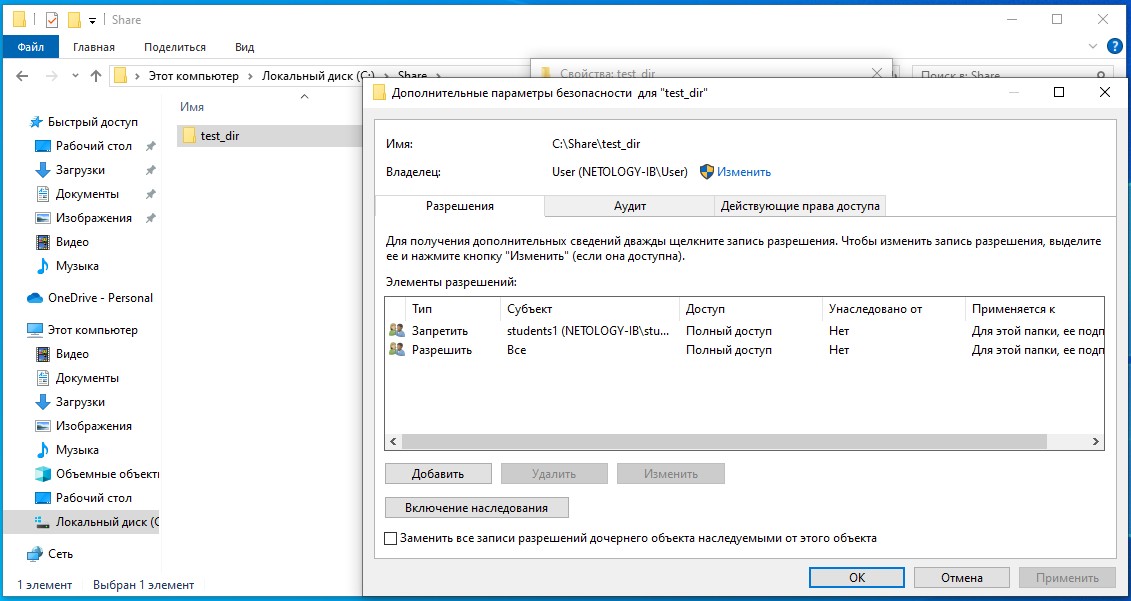 Share
Файл Главная Поделиться Вид
Этот компьютер Локальный диск (C:) Share
Свойства: test_dir
Поиск в: Share
Имя
test_dir
Быстрый доступ
Рабочий стол
Загрузки
Документы
Изображения
Видео
Музыка
OneDrive - Personal
Этот компьютер
Видео
Документы
Загрузки
Изображения
Музыка
Объемные объекты
Рабочий стол
Локальный диск (C
Сеть
1 элемент Выбран 1 элемент
Дополнительные параметры безопасности для "test_dir"
Имя: C:\Share\test_dir
Владелец: User (NETOLOGY-IB\User) Изменить
Разрешения Аудит Действующие права доступа
Для получения дополнительных сведений дважды щелкните запись разрешения. Чтобы изменить запись разрешения, выделите
ее и нажмите кнопку "Изменить" (если она доступна).
Элементы разрешений:
Тип Субъект Доступ Унаследовано от Применяется к
Запретить students1 (NETOLOGY-IB\stu... Полный доступ Нет Для этой папки, ее подп
Разрешить Все Полный доступ Нет Для этой папки, ее подп
Добавить Удалить Изменить
Включение наследования
Заменить все записи разрешений дочернего объекта наследуемыми от этого объекта
ОК Отмена Применить